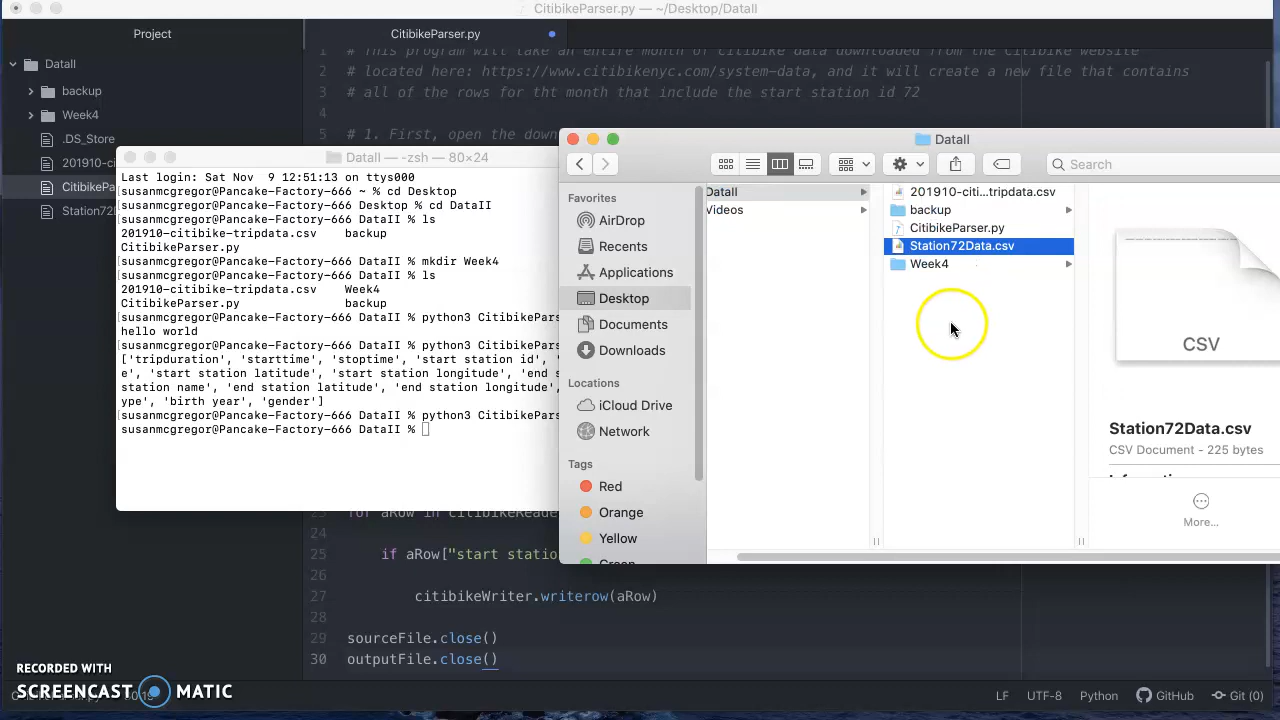 CitibikeParser.py — ~/Desktop/DataII
Project
CitibikeParser.py
DataII
backup
Week4
.DS_Store
201910-ci
CitibikePa
Station72D
1 # This program will take an entire month of citibike data downloaded from the Citibike website
2 # located here: https://www.citibikenyc.com/system-data, and it will create a new file that contains
3 # all of the rows for tht month that include the start station id 72
4
5 # 1. First, open the down
DataII — -zsh — 80×24
Last login: Sat Nov  9 12:51:13 on ttys000
[susanmcgregor@Pancake-Factory-666 ~ % cd Desktop
[susanmcgregor@Pancake-Factory-666 Desktop % cd DataII
[susanmcgregor@Pancake-Factory-666 DataII % ls
201910-citibike-tripdata.csv    backup
CitibikeParser.py
[susanmcgregor@Pancake-Factory-666 DataII % mkdir Week4
[susanmcgregor@Pancake-Factory-666 DataII % ls
201910-citibike-tripdata.csv    Week4
CitibikeParser.py               backup
[susanmcgregor@Pancake-Factory-666 DataII % python3 CitibikePars
hello world
[susanmcgregor@Pancake-Factory-666 DataII % python3 CitibikePars
['tripduration', 'starttime', 'stoptime', 'start station id', '
e', 'start station latitude', 'start station longitude', 'end s
station name', 'end station latitude', 'end station longitude',
ype', 'birth year', 'gender']
[susanmcgregor@Pancake-Factory-666 DataII % python3 CitibikePars
susanmcgregor@Pancake-Factory-666 DataII %
DataII
Search
Favorites
AirDrop
Recents
Applications
Desktop
Documents
Downloads
Locations
iCloud Drive
Network
Tags
Red
Orange
Yellow
Green
DataII
Videos
201910-citi...tripdata.csv
backup
CitibikeParser.py
Station72Data.csv
Week4
CSV
Station72Data.csv
CSV Document - 225 bytes
Information
More...
23 for aRow in citibikeReade
24
25 if aRow["start statio
26
27 citibikeWriter.writerow(aRow)
28
29 sourceFile.close()
30 outputFile.close()
RECORDED WITH
SCREENCAST MATIC
LF UTF-8 Python GitHub Git (0)